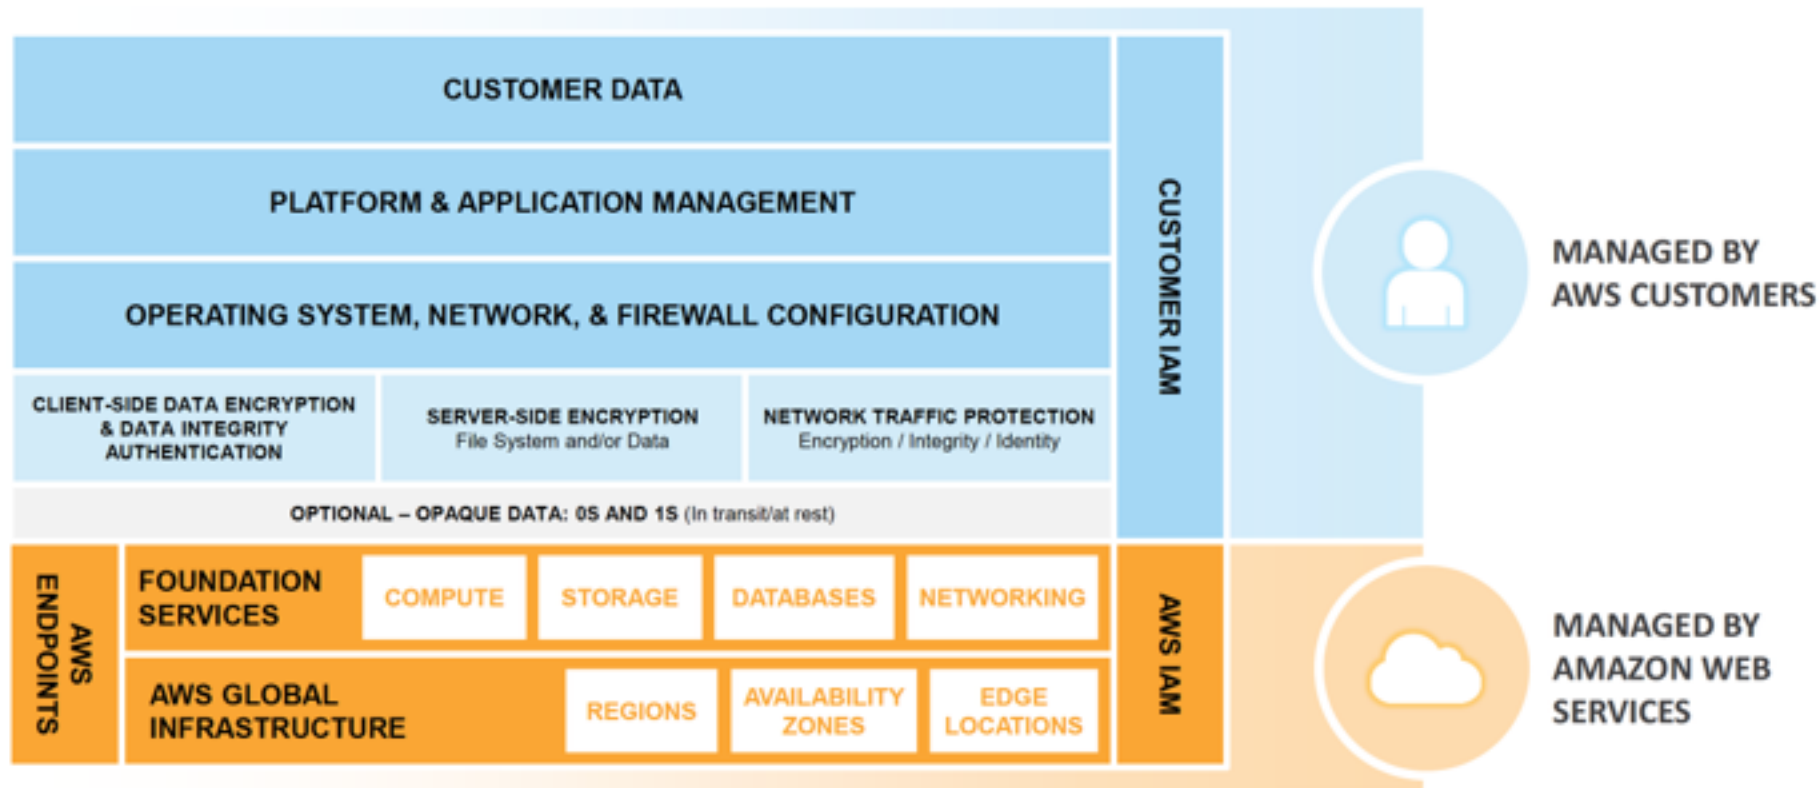 CUSTOMER DATA
PLATFORM & APPLICATION MANAGEMENT
OPERATING SYSTEM, NETWORK, & FIREWALL CONFIGURATION
CLIENT-SIDE DATA ENCRYPTION
& DATA INTEGRITY
AUTHENTICATION
SERVER-SIDE ENCRYPTION
File System and/or Data
NETWORK TRAFFIC PROTECTION
Encryption / Integrity / Identity
OPTIONAL – OPAQUE DATA: 0S AND 1S (In transit/at rest)
CUSTOMER IAM
MANAGED BY
AWS CUSTOMERS
AWS
ENDPOINTS
FOUNDATION
SERVICES
COMPUTE
STORAGE
DATABASES
NETWORKING
AWS GLOBAL
INFRASTRUCTURE
REGIONS
AVAILABILITY
ZONES
EDGE
LOCATIONS
AWS IAM
MANAGED BY
AMAZON WEB
SERVICES